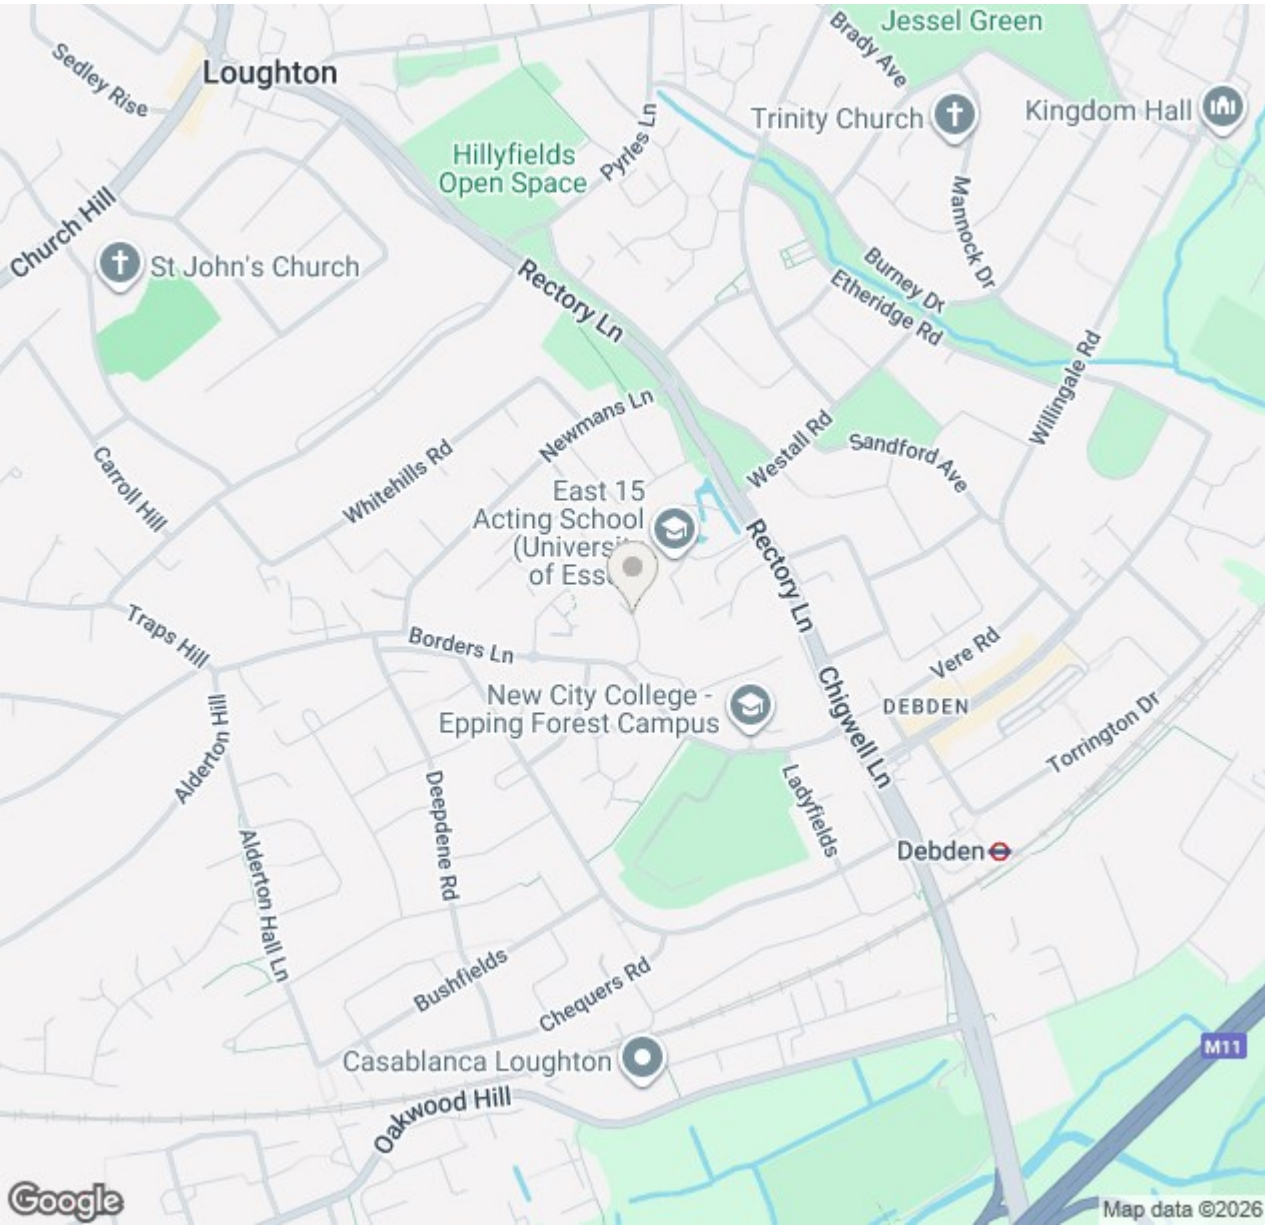 Jessel Green
Brady Ave
Sedley Rise
Loughton
Trinity Church
Kingdom Hall
Pyrles Ln
Hillyfields
Open Space
Mannock Dr
Church Hill
St John's Church
Rectory Ln
Burney Dr
Etheridge Rd
Willingale Rd
Newmans Ln
Westall Rd
Sandford Ave
Carroll Hill
Whitehills Rd
East 15
Acting School
(Universit
of Ess
Rectory Ln
Traps Hill
Borders Ln
Vere Rd
Chigwell Ln
New City College -
Epping Forest Campus
DEBDEN
Alderton Hill
Torrington Dr
Deepdene Rd
Ladyfields
Alderton Hall Ln
Debden
Bushfields
Chequers Rd
M11
Casablanca Loughton
Oakwood Hill
Google
Map data ©2026